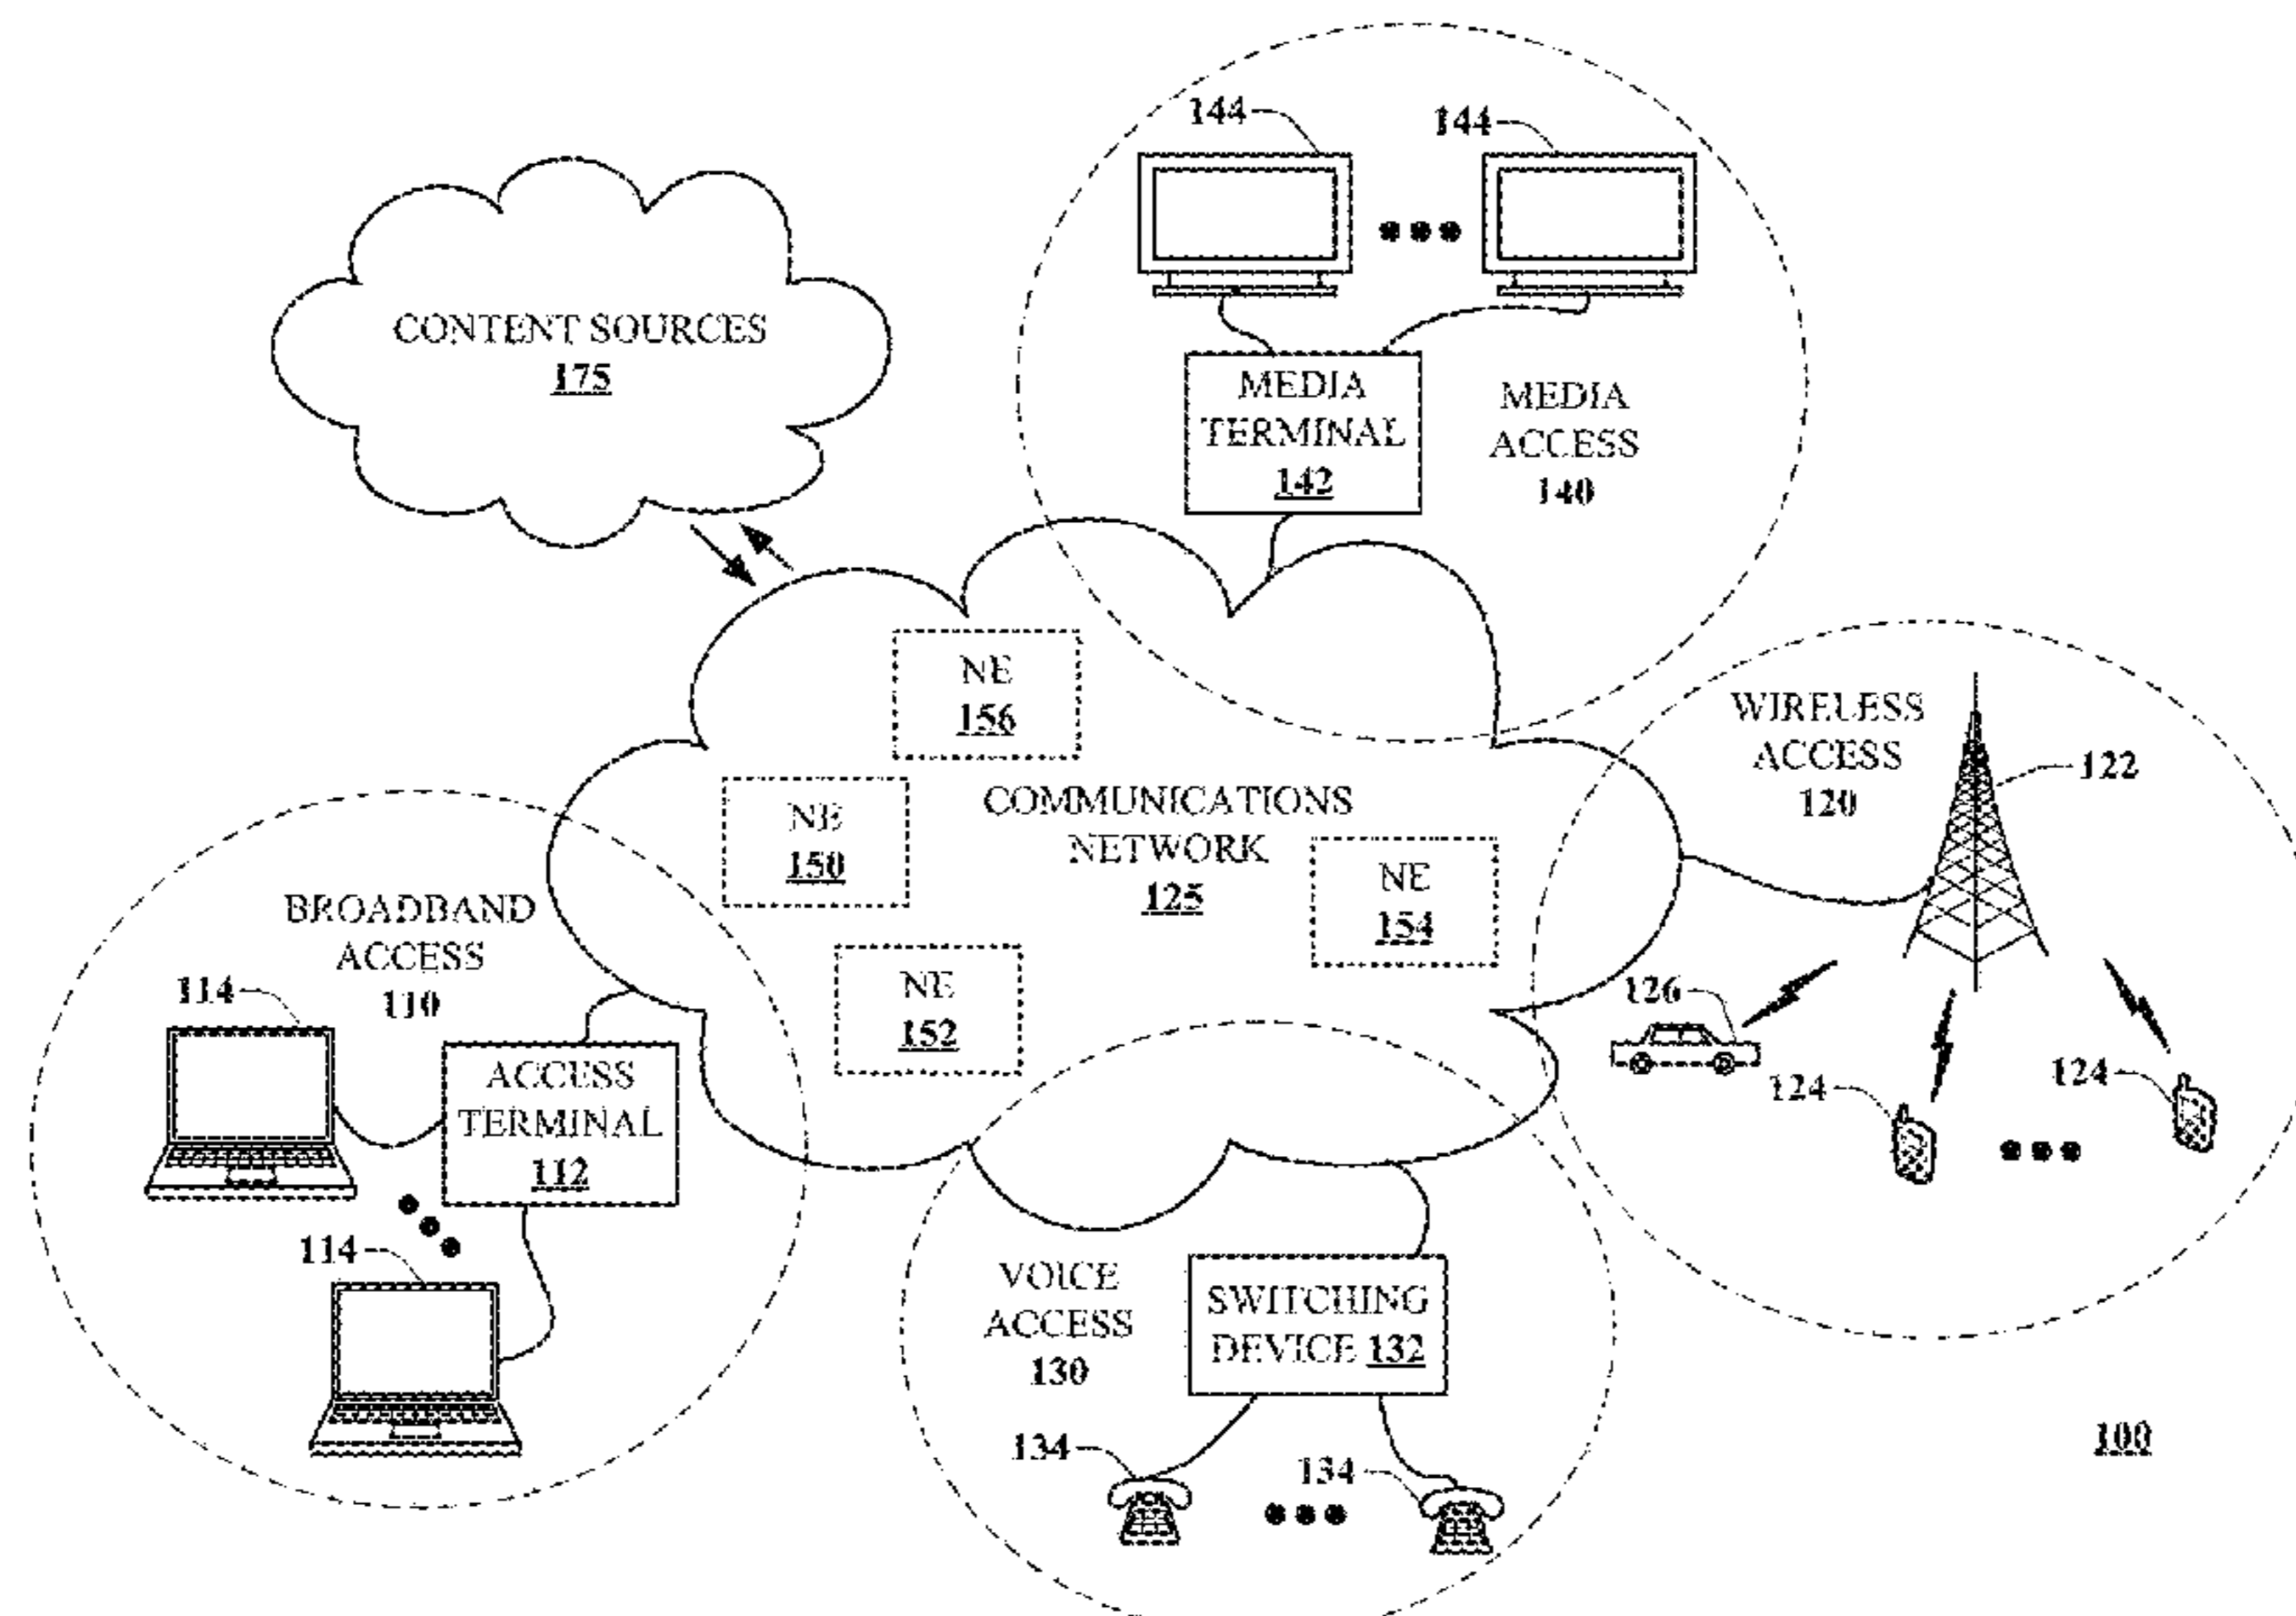 144
144
CONTENT SOURCES
175
MEDIA
TERMINAL
142
MEDIA
ACCESS
140
NE
156
WIRELESS
ACCESS
120
122
NE
150
COMMUNICATIONS
NETWORK
125
NE
154
BROADBAND
ACCESS
110
114
NE
152
126
ACCESS
TERMINAL
112
124
124
114
VOICE
ACCESS
130
SWITCHING
DEVICE 132
134
134
100